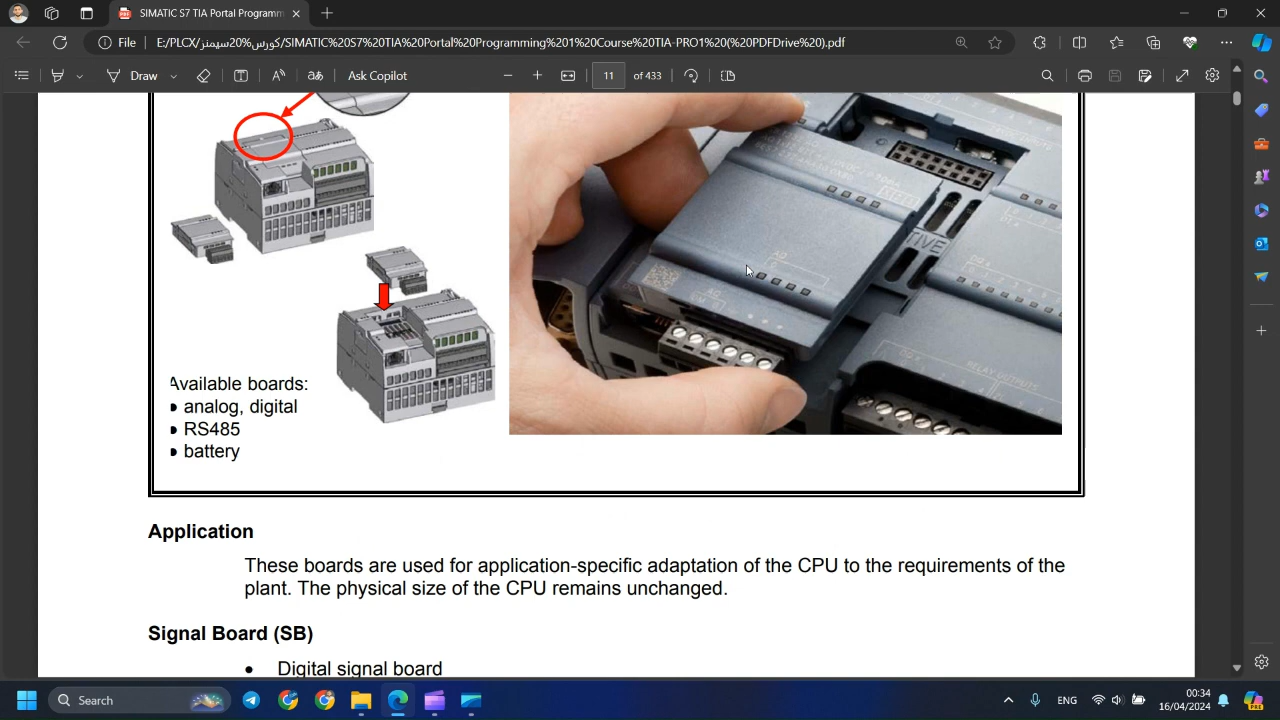 SIMATIC S7 TIA Portal Programm
File
E:/PLCX/کورس%20سیمنز/SIMATIC%20S7%20TIA%20Portal%20Programming%201%20Course%20TIA-PRO1%20(%20PDFDrive%20).pdf
Draw
Ask Copilot
11 of 433
RELAY OUTPUTS
Available boards:
• analog, digital
• RS485
• battery
Application
These boards are used for application-specific adaptation of the CPU to the requirements of the
plant. The physical size of the CPU remains unchanged.
Signal Board (SB)
• Digital signal board
Search
ENG
00:34
16/04/2024